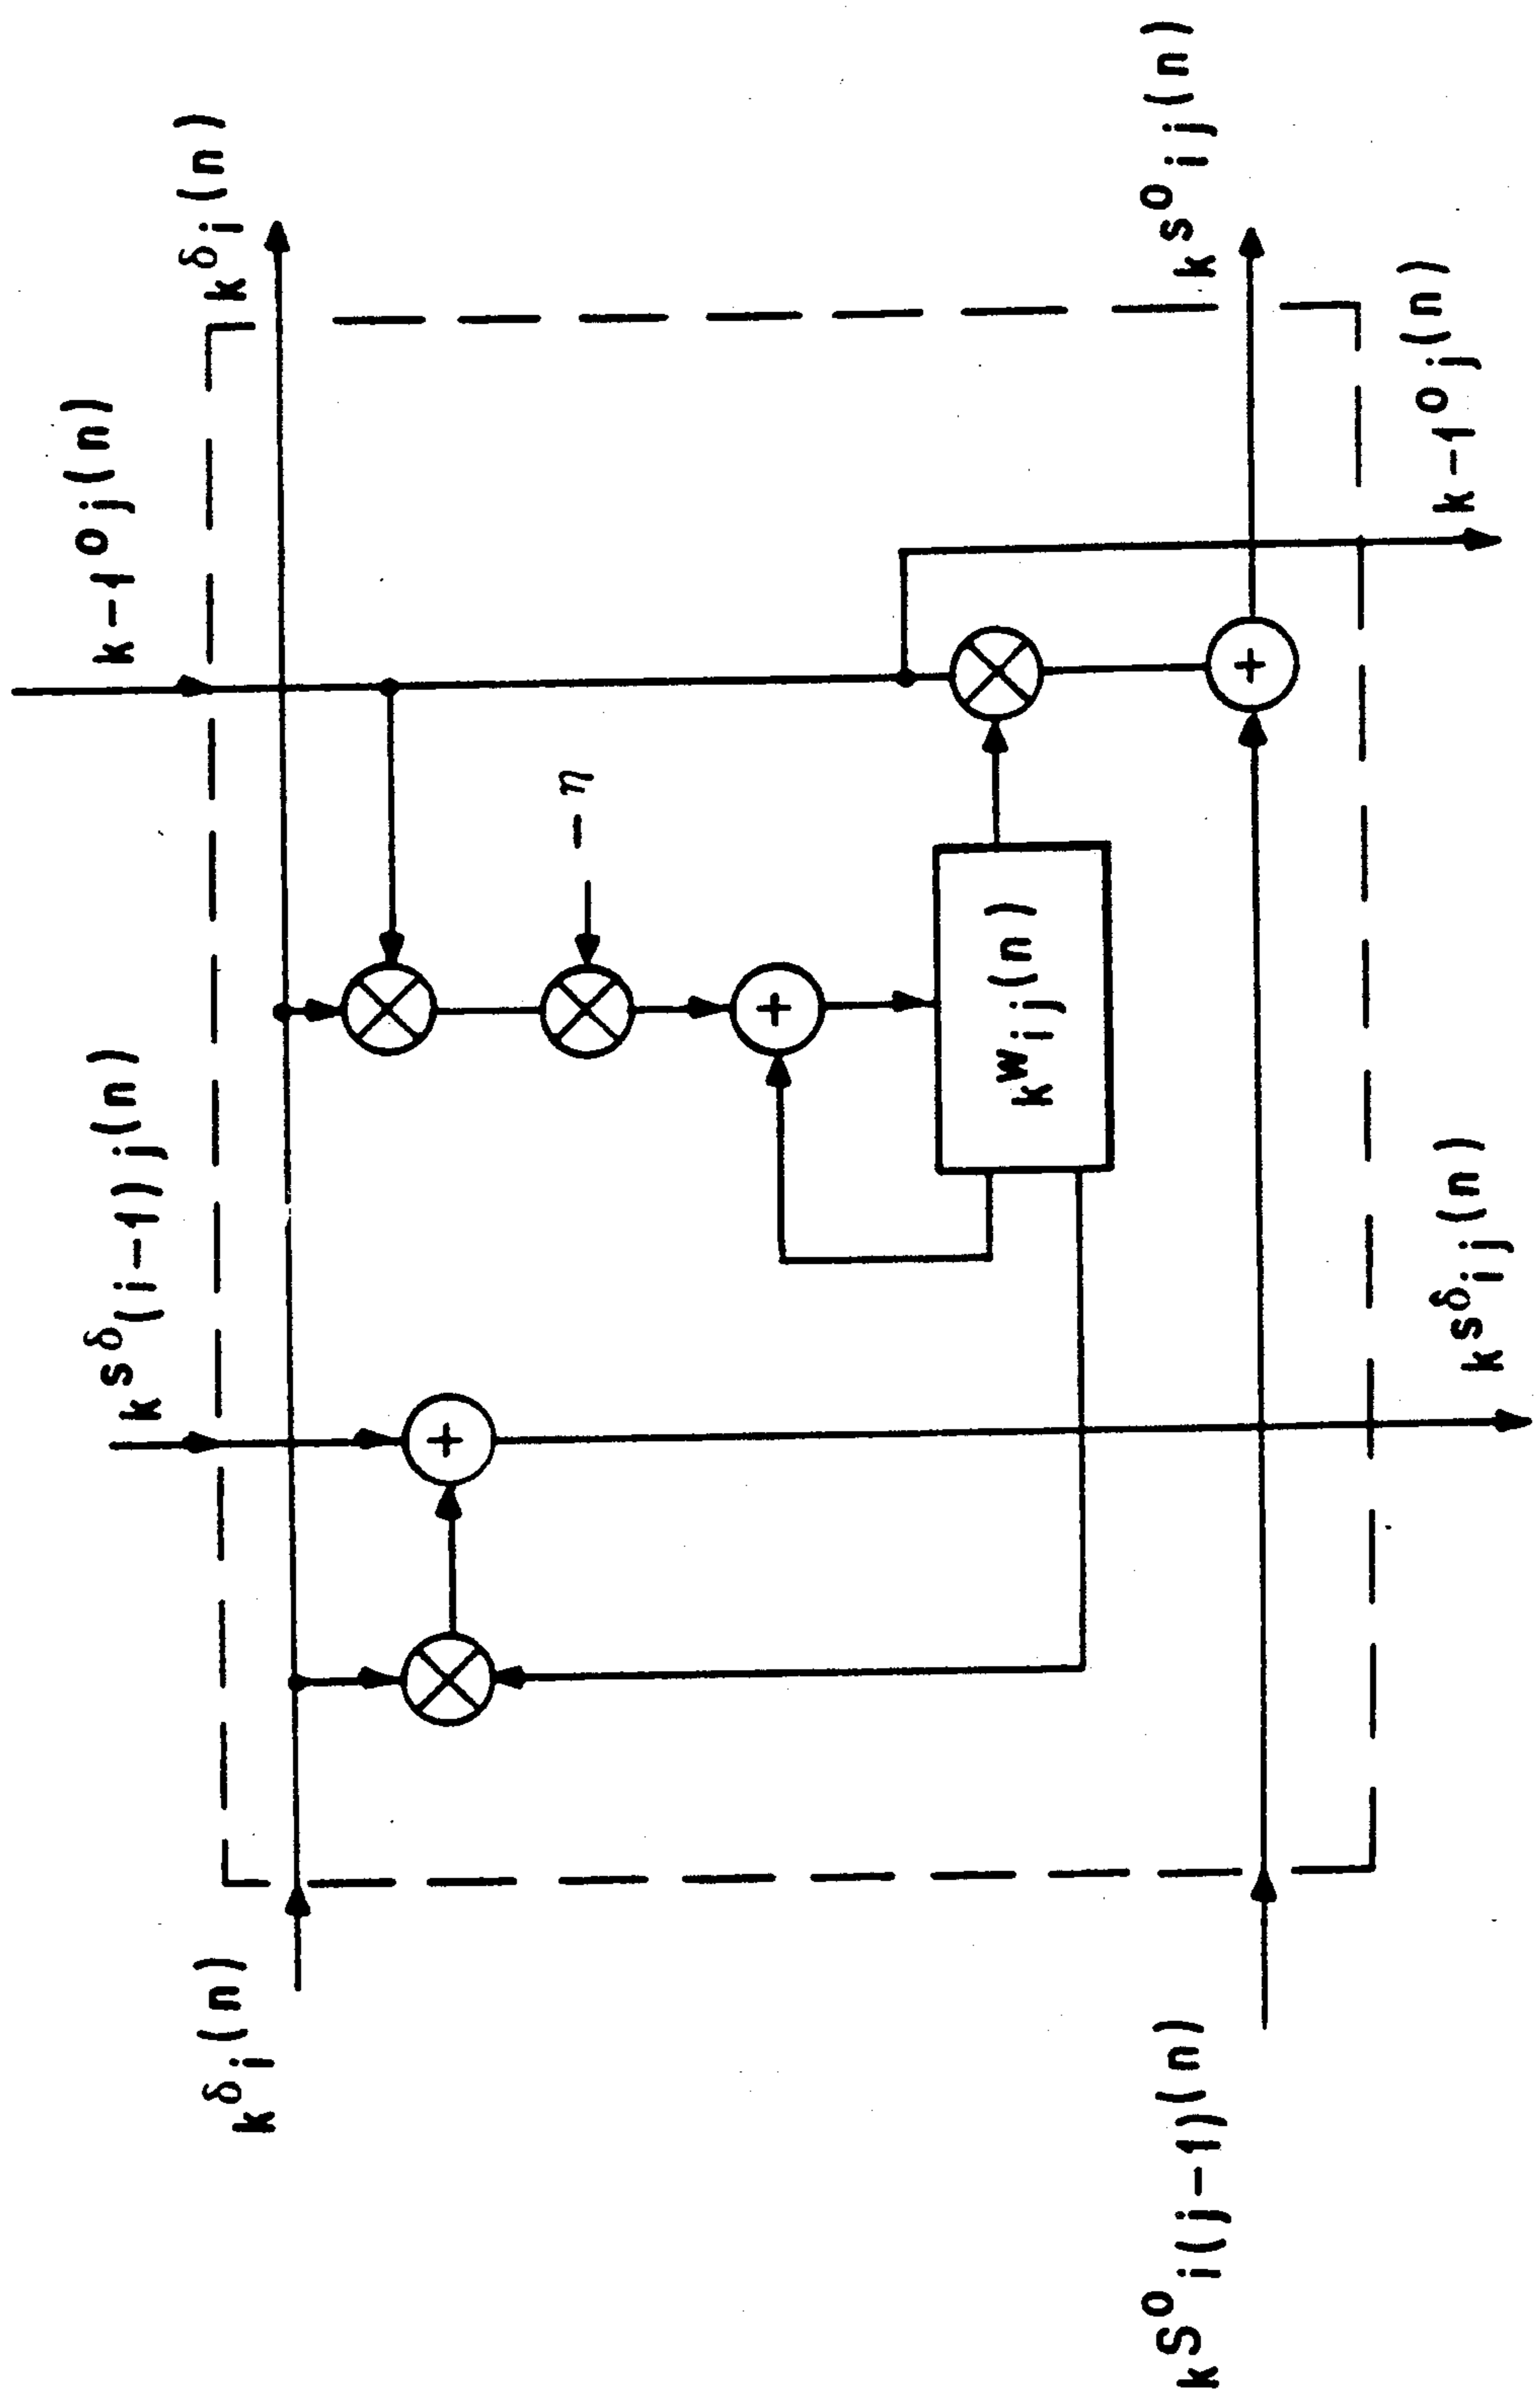 k-1oj(n)
ksδ(i-1)j(n)
kδi(n)
kδi(n)
-η
+
+
+
kwij(n)
ksoi(j-1)(n)
ksoij(n)
ksδij(n)
k-1oj(n)